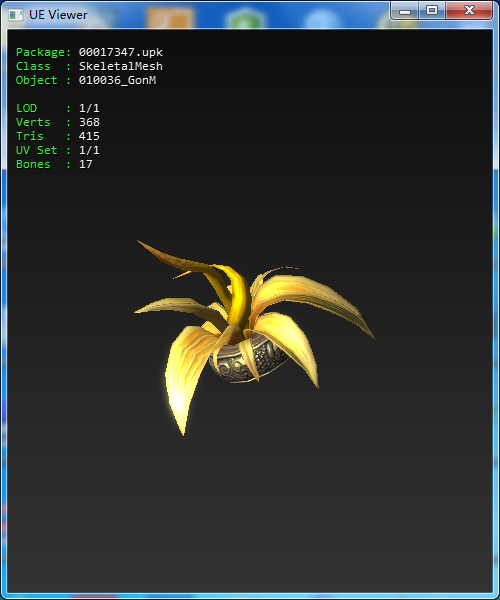 UE Viewer
Package: 00017347.upk
Class : SkeletalMesh
Object : 010036_GonM
LOD : 1/1
Verts : 368
Tris : 415
UV Set : 1/1
Bones : 17